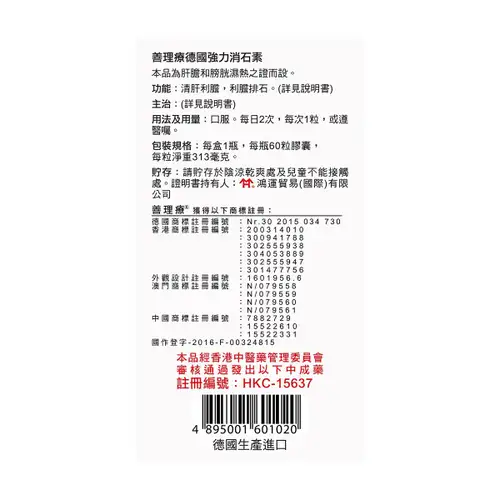 善理療德國強力消石素
本品為肝膽和膀胱濕熱之證而設。
功能：清肝利膽，利膽排石。(詳見說明書)
主治：(詳見說明書)
用法及用量：口服。每日2次，每次1粒，或遵
醫囑。
包裝規格：每盒1瓶，每瓶60粒膠囊，
每粒淨重313毫克。
貯存：請貯存於陰涼乾爽處及兒童不能接觸
處。證明書持有人：鴻運貿易(國際)有限
公司
善理療® 獲得以下商標註冊：
德國商標註冊編號：Nr.30 2015 034 730
香港商標註冊編號：200314010
：300941788
：302555938
：304053889
：302555947
：301477756
外觀設計註冊編號：1601956.6
澳門商標註冊編號：N/079558
：N/079559
：N/079560
：N/079561
中國商標註冊編號：7882729
：15522610
：15522331
國作登字-2016-F-00324815
本品經香港中醫藥管理委員會
審核通過發出以下中成藥
註冊編號：HKC-15637
4 895001 601020
德國生產進口